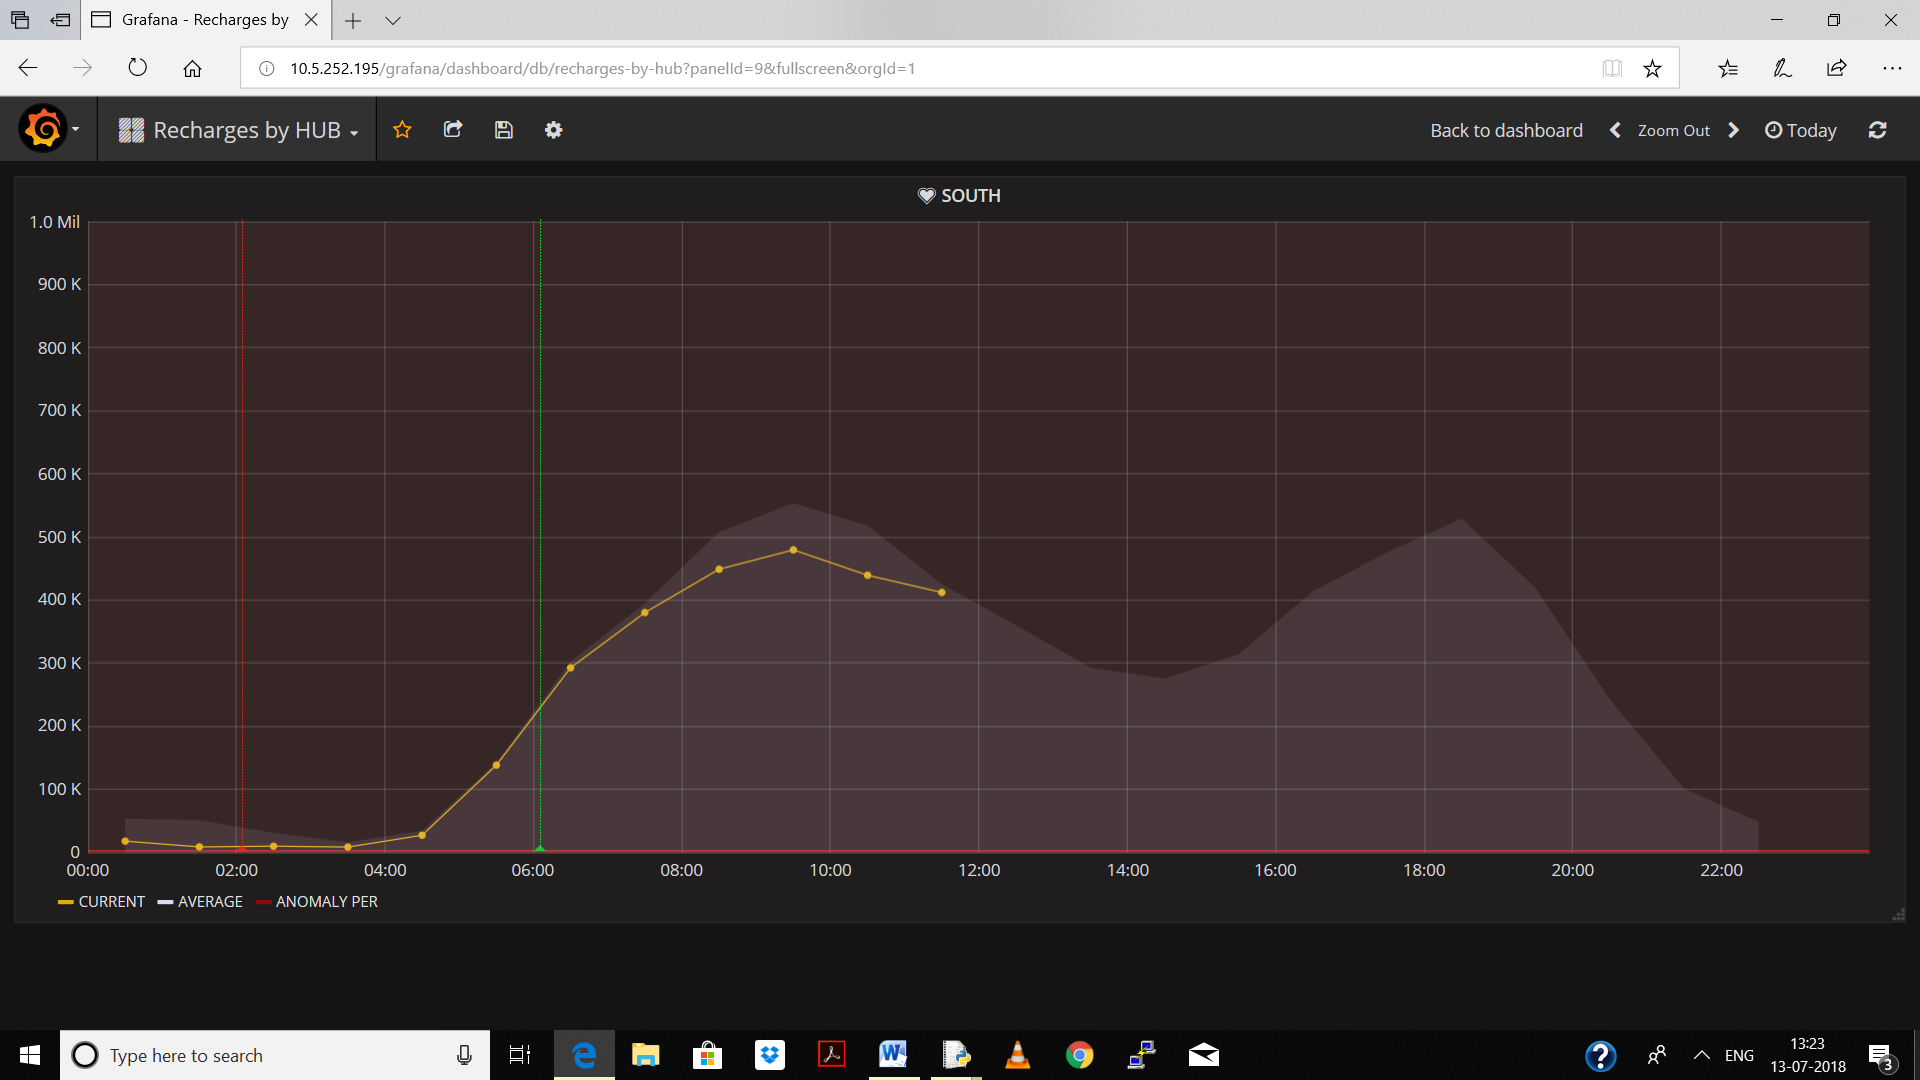 Grafana - Recharges by
10.5.252.195/grafana/dashboard/db/recharges-by-hub?panelId=9&fullscreen&orgId=1
Recharges by HUB
Back to dashboard Zoom Out Today
SOUTH
1.0 Mil
900 K
800 K
700 K
600 K
500 K
400 K
300 K
200 K
100 K
0
00:00 02:00 04:00 06:00 08:00 10:00 12:00 14:00 16:00 18:00 20:00 22:00
CURRENT AVERAGE ANOMALY PER
Type here to search
ENG
13:23
13-07-2018
3